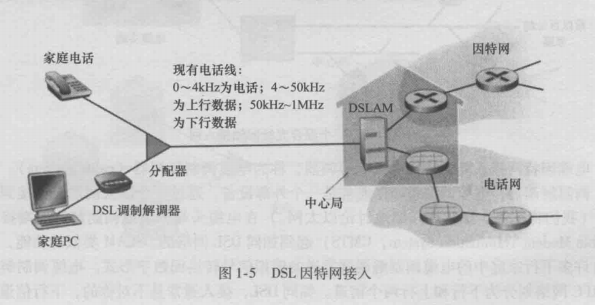 家庭电话
现有电话线：
0～4kHz为电话；4～50kHz
为上行数据；50kHz~1MHz
为下行数据
因特网
DSLAM
分配器
DSL调制解调器
家庭PC
中心局
电话网
图 1-5 DSL 因特网接入